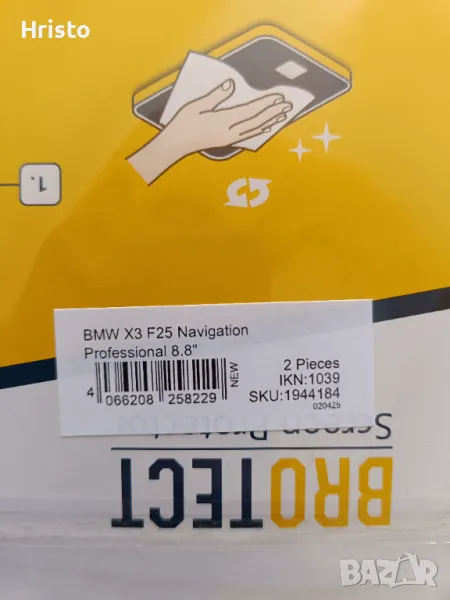 Hristo
1.
BMW X3 F25 Navigation
Professional 8.8"
4 066208 258229
NEW
2 Pieces
IKN:1039
SKU:1944184
020425
Screen Protector
BROTECT
bazar